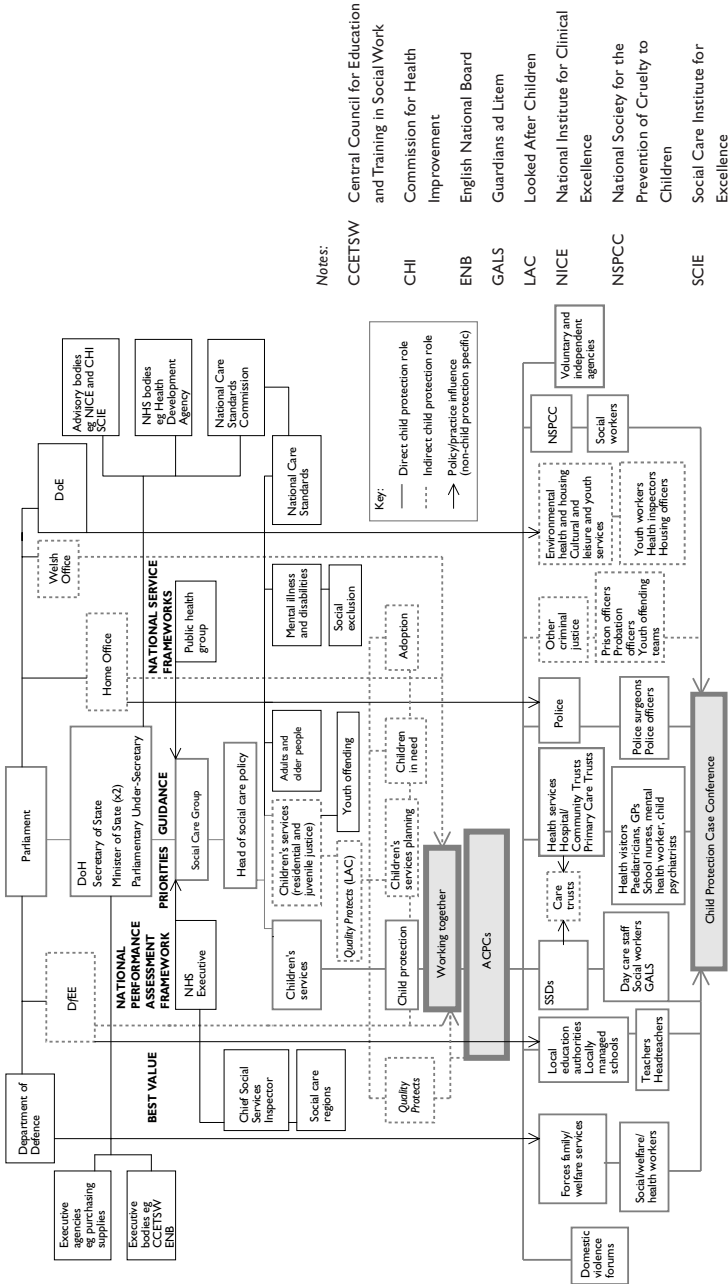 Parliament
Department of
Defence
DfEE
DoH
Secretary of State
Minister of State (x2)
Parliamentary Under-Secretary
Home Office
Welsh
Office
DoE
Executive
agencies
eg purchasing
supplies
Executive
bodies eg
CCETSW
ENB
Advisory bodies
eg NICE and CHI
SCIE
NHS bodies
eg Health
Development
Agency
National Care
Standards
Commission
BEST VALUE
NATIONAL
PERFORMANCE
ASSESSMENT
FRAMEWORK
PRIORITIES GUIDANCE
NATIONAL SERVICE
FRAMEWORKS
NHS
Executive
Social Care Group
Public health
group
Chief Social
Services
Inspector
Social care
regions
Head of social care policy
Children's
services
Children's services
(residential and
juvenile justice)
Adults and
older people
Mental illness
and disabilities
National Care
Standards
Youth offending
Social
exclusion
Quality Protects (LAC)
Quality
Protects
Child protection
Children's
services planning
Children
in need
Adoption
Working together
ACPCs
Key:
Direct child protection role
Indirect child protection role
Policy/practice influence
(non-child protection specific)
Domestic
violence
forums
Forces family/
welfare services
Local
education
authorities
Locally
managed
schools
SSDs
Care
trusts
Health services
Hospital/
Community Trusts
Primary Care Trusts
Police
Other
criminal
justice
Environmental
health and housing
Cultural and
leisure and youth
services
NSPCC
Voluntary and
independent
agencies
Social/welfare/
health workers
Teachers
Headteachers
Day care staff
Social workers
GALS
Health visitors
Paediatricians, GPs
School nurses, mental
health worker, child
psychiatrists
Police surgeons
Police officers
Prison officers
Probation
officers
Youth offending
teams
Youth workers
Health inspectors
Housing officers
Social
workers
Child Protection Case Conference
Notes:
CCETSW Central Council for Education
and Training in Social Work
CHI Commission for Health
Improvement
ENB English National Board
GALS Guardians ad Litem
LAC Looked After Children
NICE National Institute for Clinical
Excellence
NSPCC National Society for the
Prevention of Cruelty to
Children
SCIE Social Care Institute for
Excellence